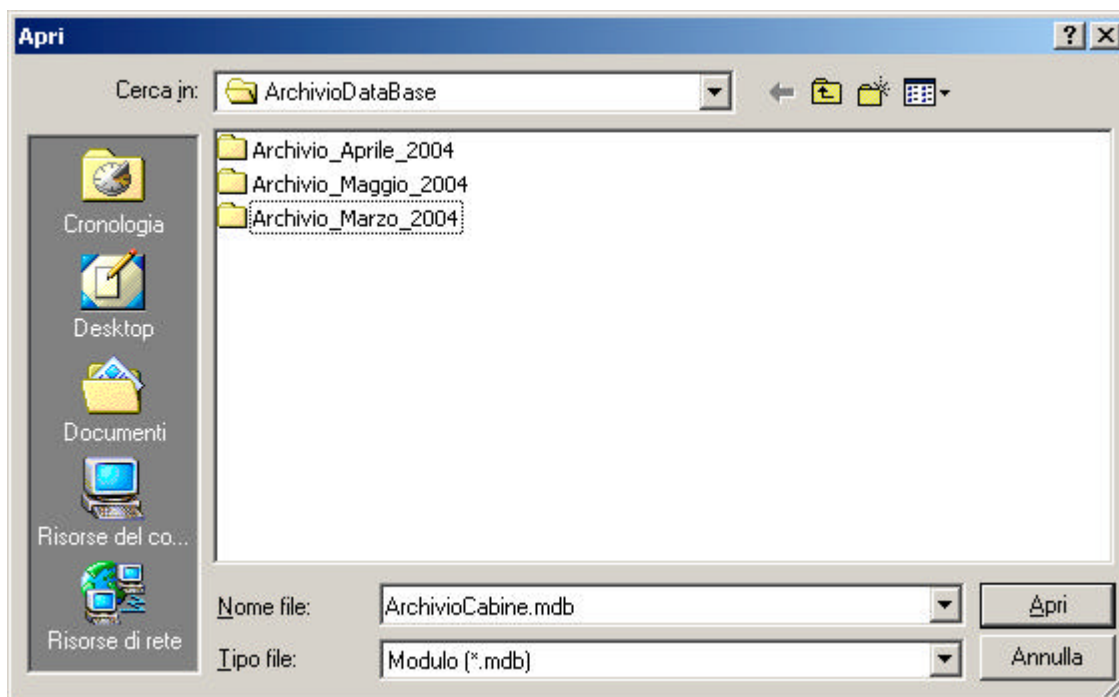 Apri
Cerca in: ArchivioDataBase
Archivio_Aprile_2004
Archivio_Maggio_2004
Archivio_Marzo_2004
Cronologia
Desktop
Documenti
Risorse del co...
Risorse di rete
Nome file: ArchivioCabine.mdb Apri
Tipo file: Modulo (*.mdb) Annulla